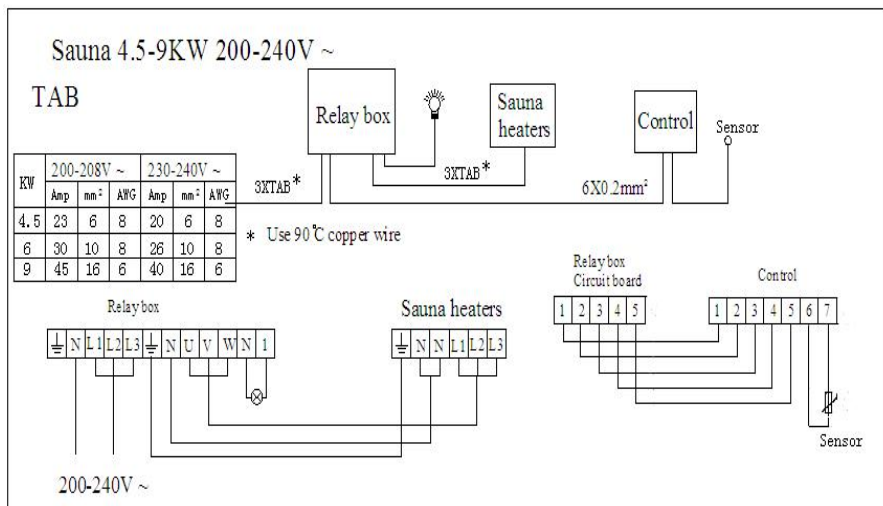 Sauna 4.5-9KW 200-240V ~
TAB
Relay box
Sauna
heaters
Control
Sensor
KW 200-208V ~ 230-240V ~
Amp mm² AWG Amp mm² AWG
4.5 23 6 8 20 6 8
6 30 10 8 26 10 8
9 45 16 6 40 16 6
3XTAB*
3XTAB*
6X0.2mm²
* Use 90℃ copper wire
Relay box
N L1 L2 L3 N U V W N 1
200-240V ~
Sauna heaters
N N L1 L2 L3
Relay box
Circuit board
1 2 3 4 5
Control
1 2 3 4 5 6 7
Sensor